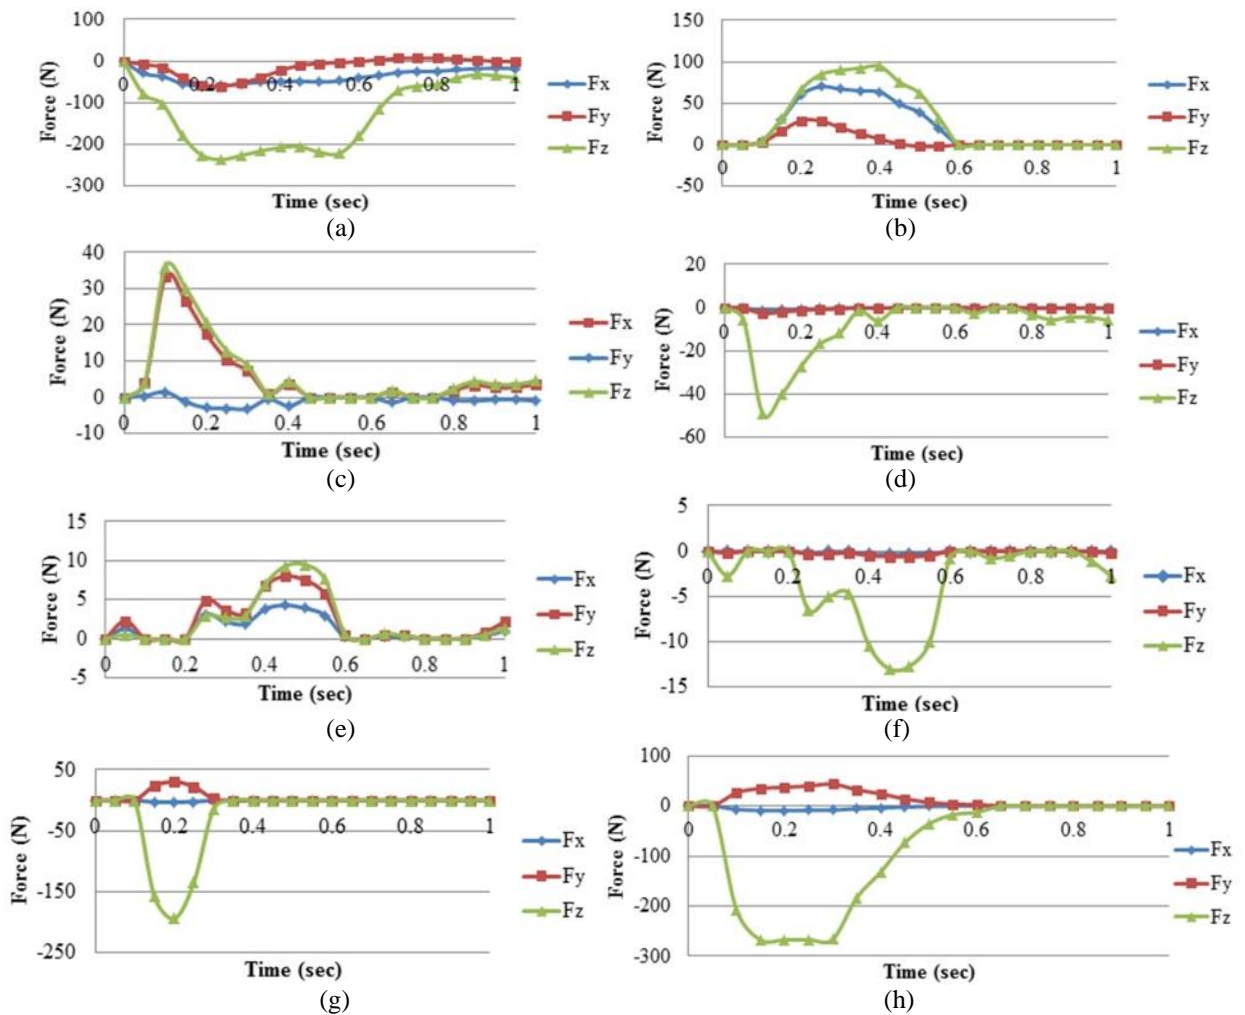 100
0
-100
-200
-300
0
0.2
0.4
0.6
0.8
1
Force (N)
Time (sec)
Fx
Fy
Fz
(a)
150
100
50
0
-50
0
0.2
0.4
0.6
0.8
1
Force (N)
Time (sec)
Fx
Fy
Fz
(b)
40
30
20
10
0
-10
0
0.2
0.4
0.6
0.8
1
Force (N)
Time (sec)
Fx
Fy
Fz
(c)
20
0
-20
-40
-60
0
0.2
0.4
0.6
0.8
1
Force (N)
Time (sec)
Fx
Fy
Fz
(d)
15
10
5
0
-5
0
0.2
0.4
0.6
0.8
1
Force (N)
Time (sec)
Fx
Fy
Fz
(e)
5
0
-5
-10
-15
0
0.2
0.4
0.6
0.8
1
Force (N)
Time (sec)
Fx
Fy
Fz
(f)
50
-50
-150
-250
0
0.2
0.4
0.6
0.8
1
Force (N)
Time (sec)
Fx
Fy
Fz
(g)
100
0
-100
-200
-300
0
0.2
0.4
0.6
0.8
1
Force (N)
Time (sec)
Fx
Fy
Fz
(h)